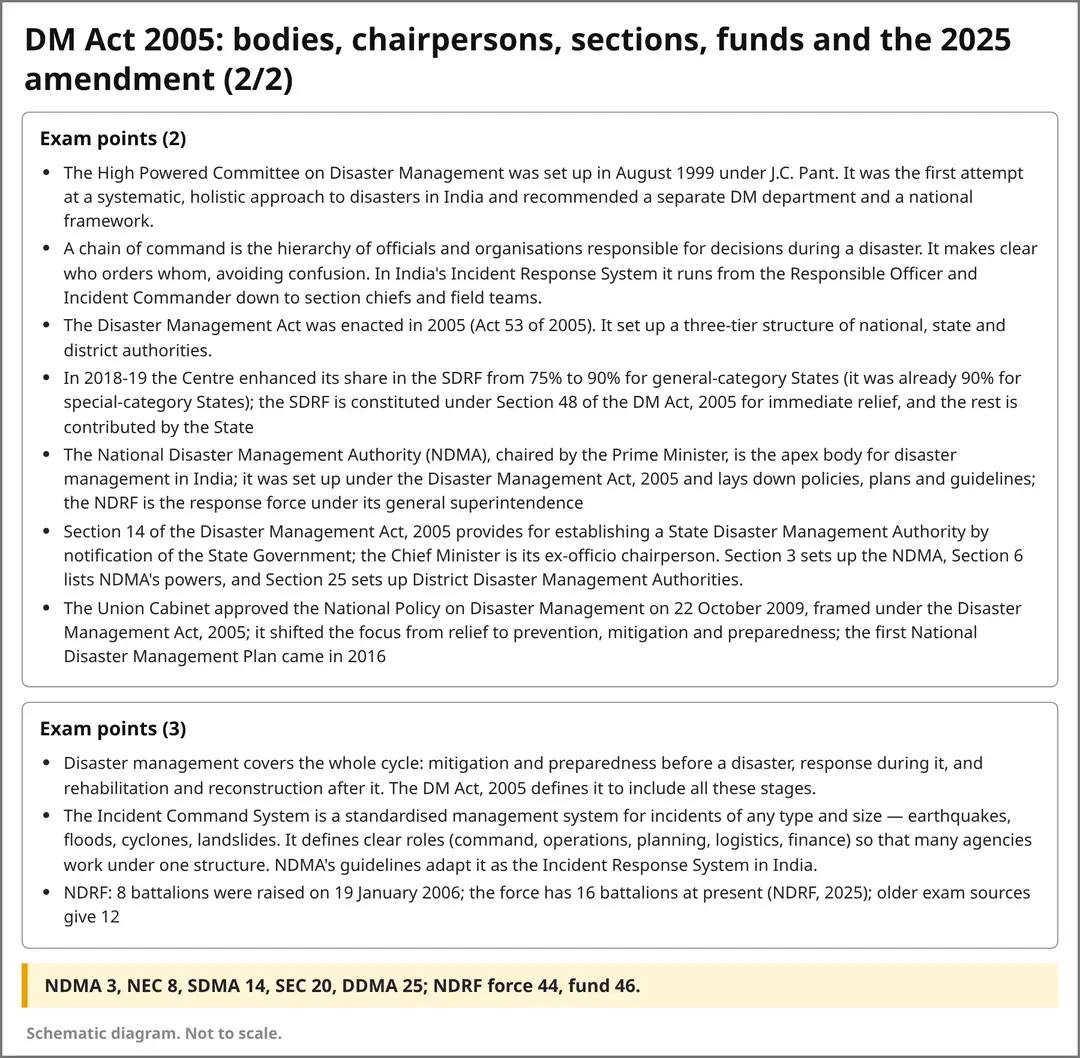 DM Act 2005: bodies, chairpersons, sections, funds and the 2025
amendment (2/2)
Exam points (2)
• The High Powered Committee on Disaster Management was set up in August 1999 under J.C. Pant. It was the first attempt
at a systematic, holistic approach to disasters in India and recommended a separate DM department and a national
framework.
• A chain of command is the hierarchy of officials and organisations responsible for decisions during a disaster. It makes clear
who orders whom, avoiding confusion. In India's Incident Response System it runs from the Responsible Officer and
Incident Commander down to section chiefs and field teams.
• The Disaster Management Act was enacted in 2005 (Act 53 of 2005). It set up a three-tier structure of national, state and
district authorities.
• In 2018-19 the Centre enhanced its share in the SDRF from 75% to 90% for general-category States (it was already 90% for
special-category States); the SDRF is constituted under Section 48 of the DM Act, 2005 for immediate relief, and the rest is
contributed by the State
• The National Disaster Management Authority (NDMA), chaired by the Prime Minister, is the apex body for disaster
management in India; it was set up under the Disaster Management Act, 2005 and lays down policies, plans and guidelines;
the NDRF is the response force under its general superintendence
• Section 14 of the Disaster Management Act, 2005 provides for establishing a State Disaster Management Authority by
notification of the State Government; the Chief Minister is its ex-officio chairperson. Section 3 sets up the NDMA, Section 6
lists NDMA's powers, and Section 25 sets up District Disaster Management Authorities.
• The Union Cabinet approved the National Policy on Disaster Management on 22 October 2009, framed under the Disaster
Management Act, 2005; it shifted the focus from relief to prevention, mitigation and preparedness; the first National
Disaster Management Plan came in 2016
Exam points (3)
• Disaster management covers the whole cycle: mitigation and preparedness before a disaster, response during it, and
rehabilitation and reconstruction after it. The DM Act, 2005 defines it to include all these stages.
• The Incident Command System is a standardised management system for incidents of any type and size — earthquakes,
floods, cyclones, landslides. It defines clear roles (command, operations, planning, logistics, finance) so that many agencies
work under one structure. NDMA's guidelines adapt it as the Incident Response System in India.
• NDRF: 8 battalions were raised on 19 January 2006; the force has 16 battalions at present (NDRF, 2025); older exam sources
give 12
NDMA 3, NEC 8, SDMA 14, SEC 20, DDMA 25; NDRF force 44, fund 46.
Schematic diagram. Not to scale.